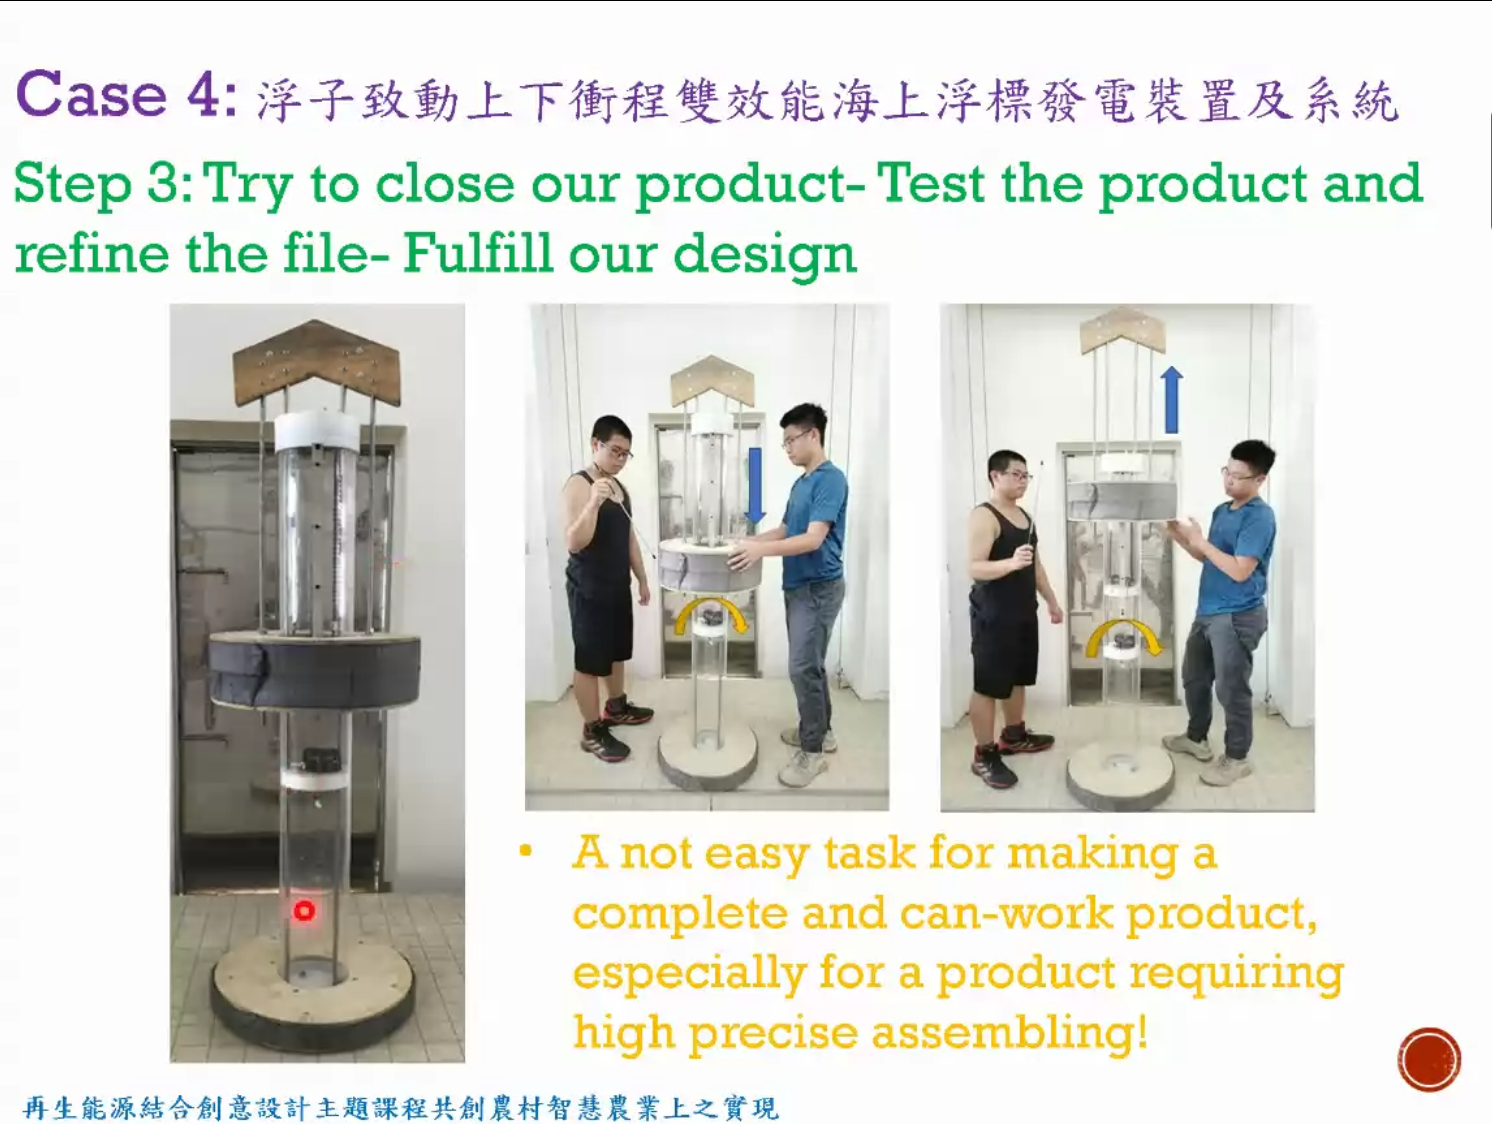 Case 4: 浮子致動上下衝程雙效能海上浮標發電裝置及系統
Step 3: Try to close our product- Test the product and
refine the file- Fulfill our design
• A not easy task for making a
complete and can-work product,
especially for a product requiring
high precise assembling!
再生能源結合創意設計主題課程共創農村智慧農業上之實現